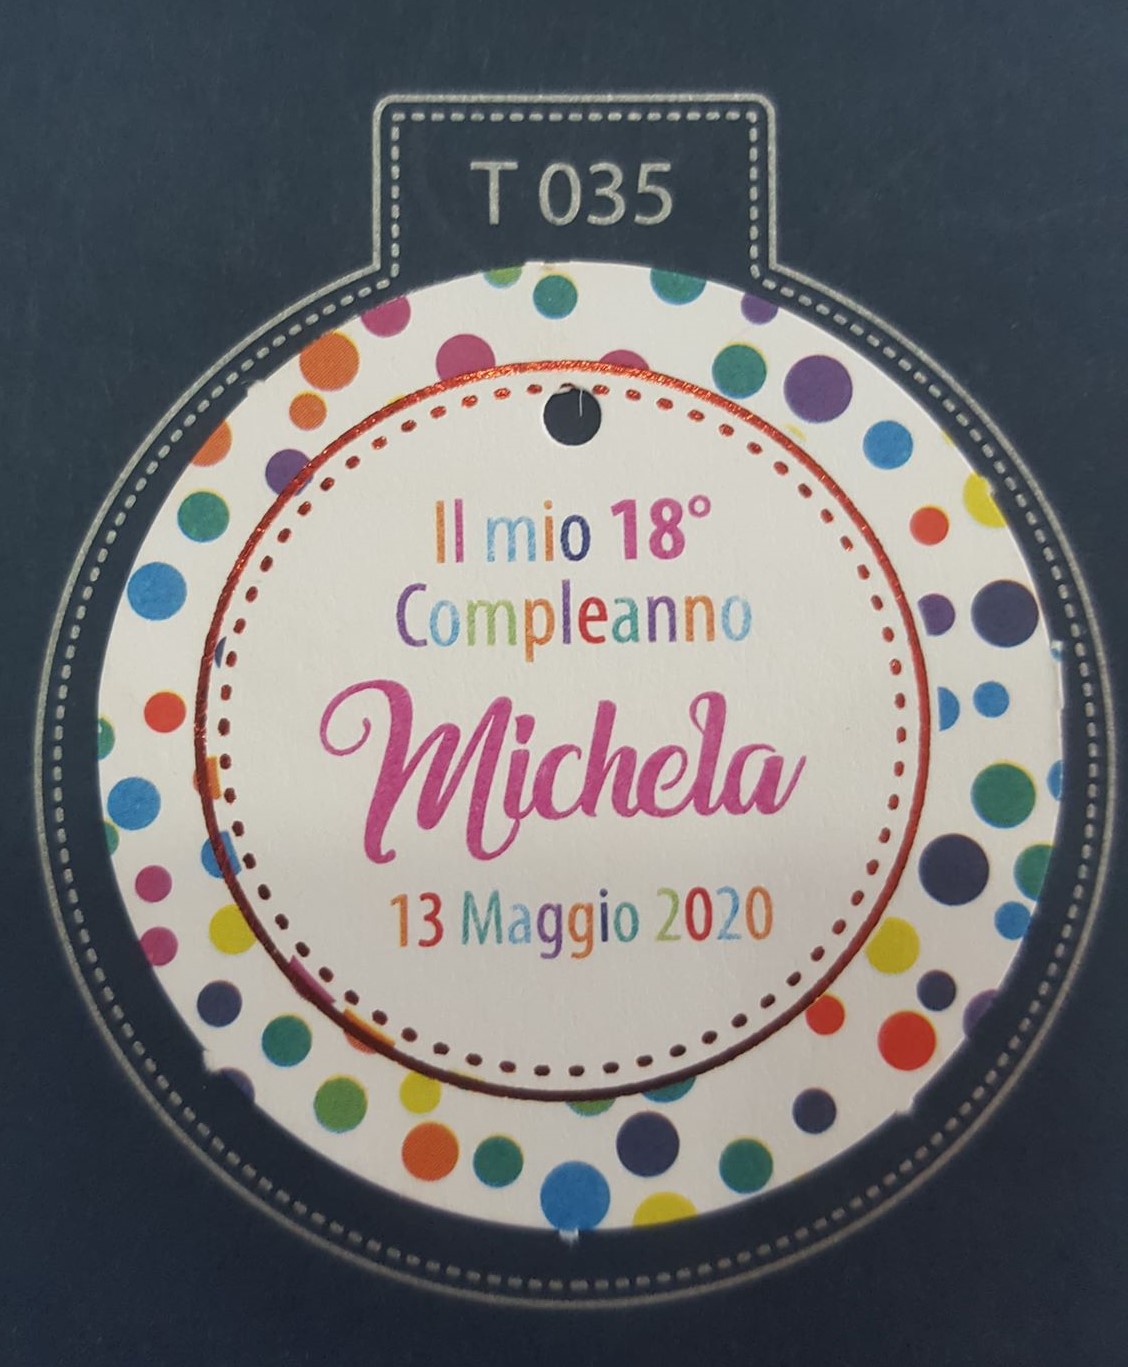 T 035
Il mio 18°
Compleanno
Michela
13 Maggio 2020